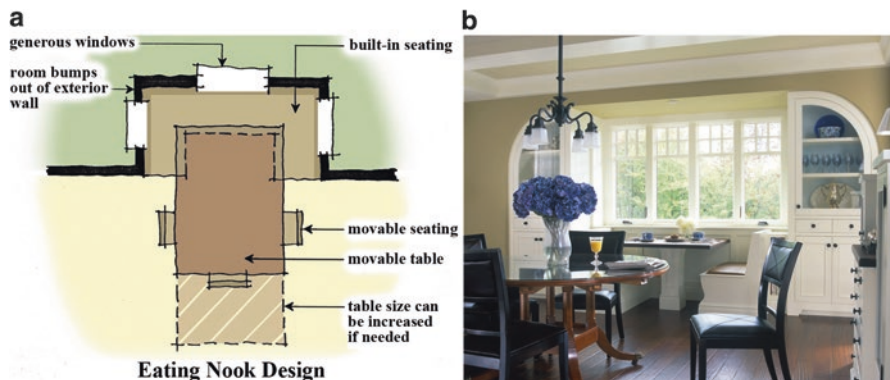 a
generous windows
room bumps
out of exterior
wall
built-in seating
movable seating
movable table
table size can
be increased
if needed
Eating Nook Design
b